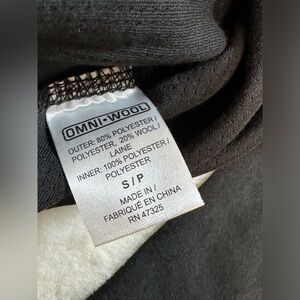 OMNI-WOOL
OUTER: 80% POLYESTER /
POLYESTER, 20% WOOL /
LAINE
INNER: 100% POLYESTER /
POLYESTER
S / P
MADE IN /
FABRIQUÉ EN CHINA
RN 47325